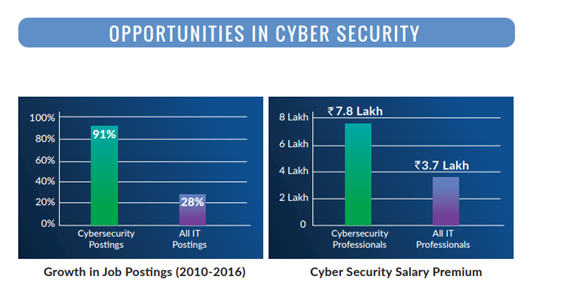 OPPORTUNITIES IN CYBER SECURITY
100%
80%
60%
40%
20%
0%
91%
28%
Cybersecurity
Postings
All IT
Postings
Growth in Job Postings (2010-2016)
8 Lakh
6 Lakh
4 Lakh
2 Lakh
0
₹7.8 Lakh
₹3.7 Lakh
Cybersecurity
Professionals
All IT
Professionals
Cyber Security Salary Premium